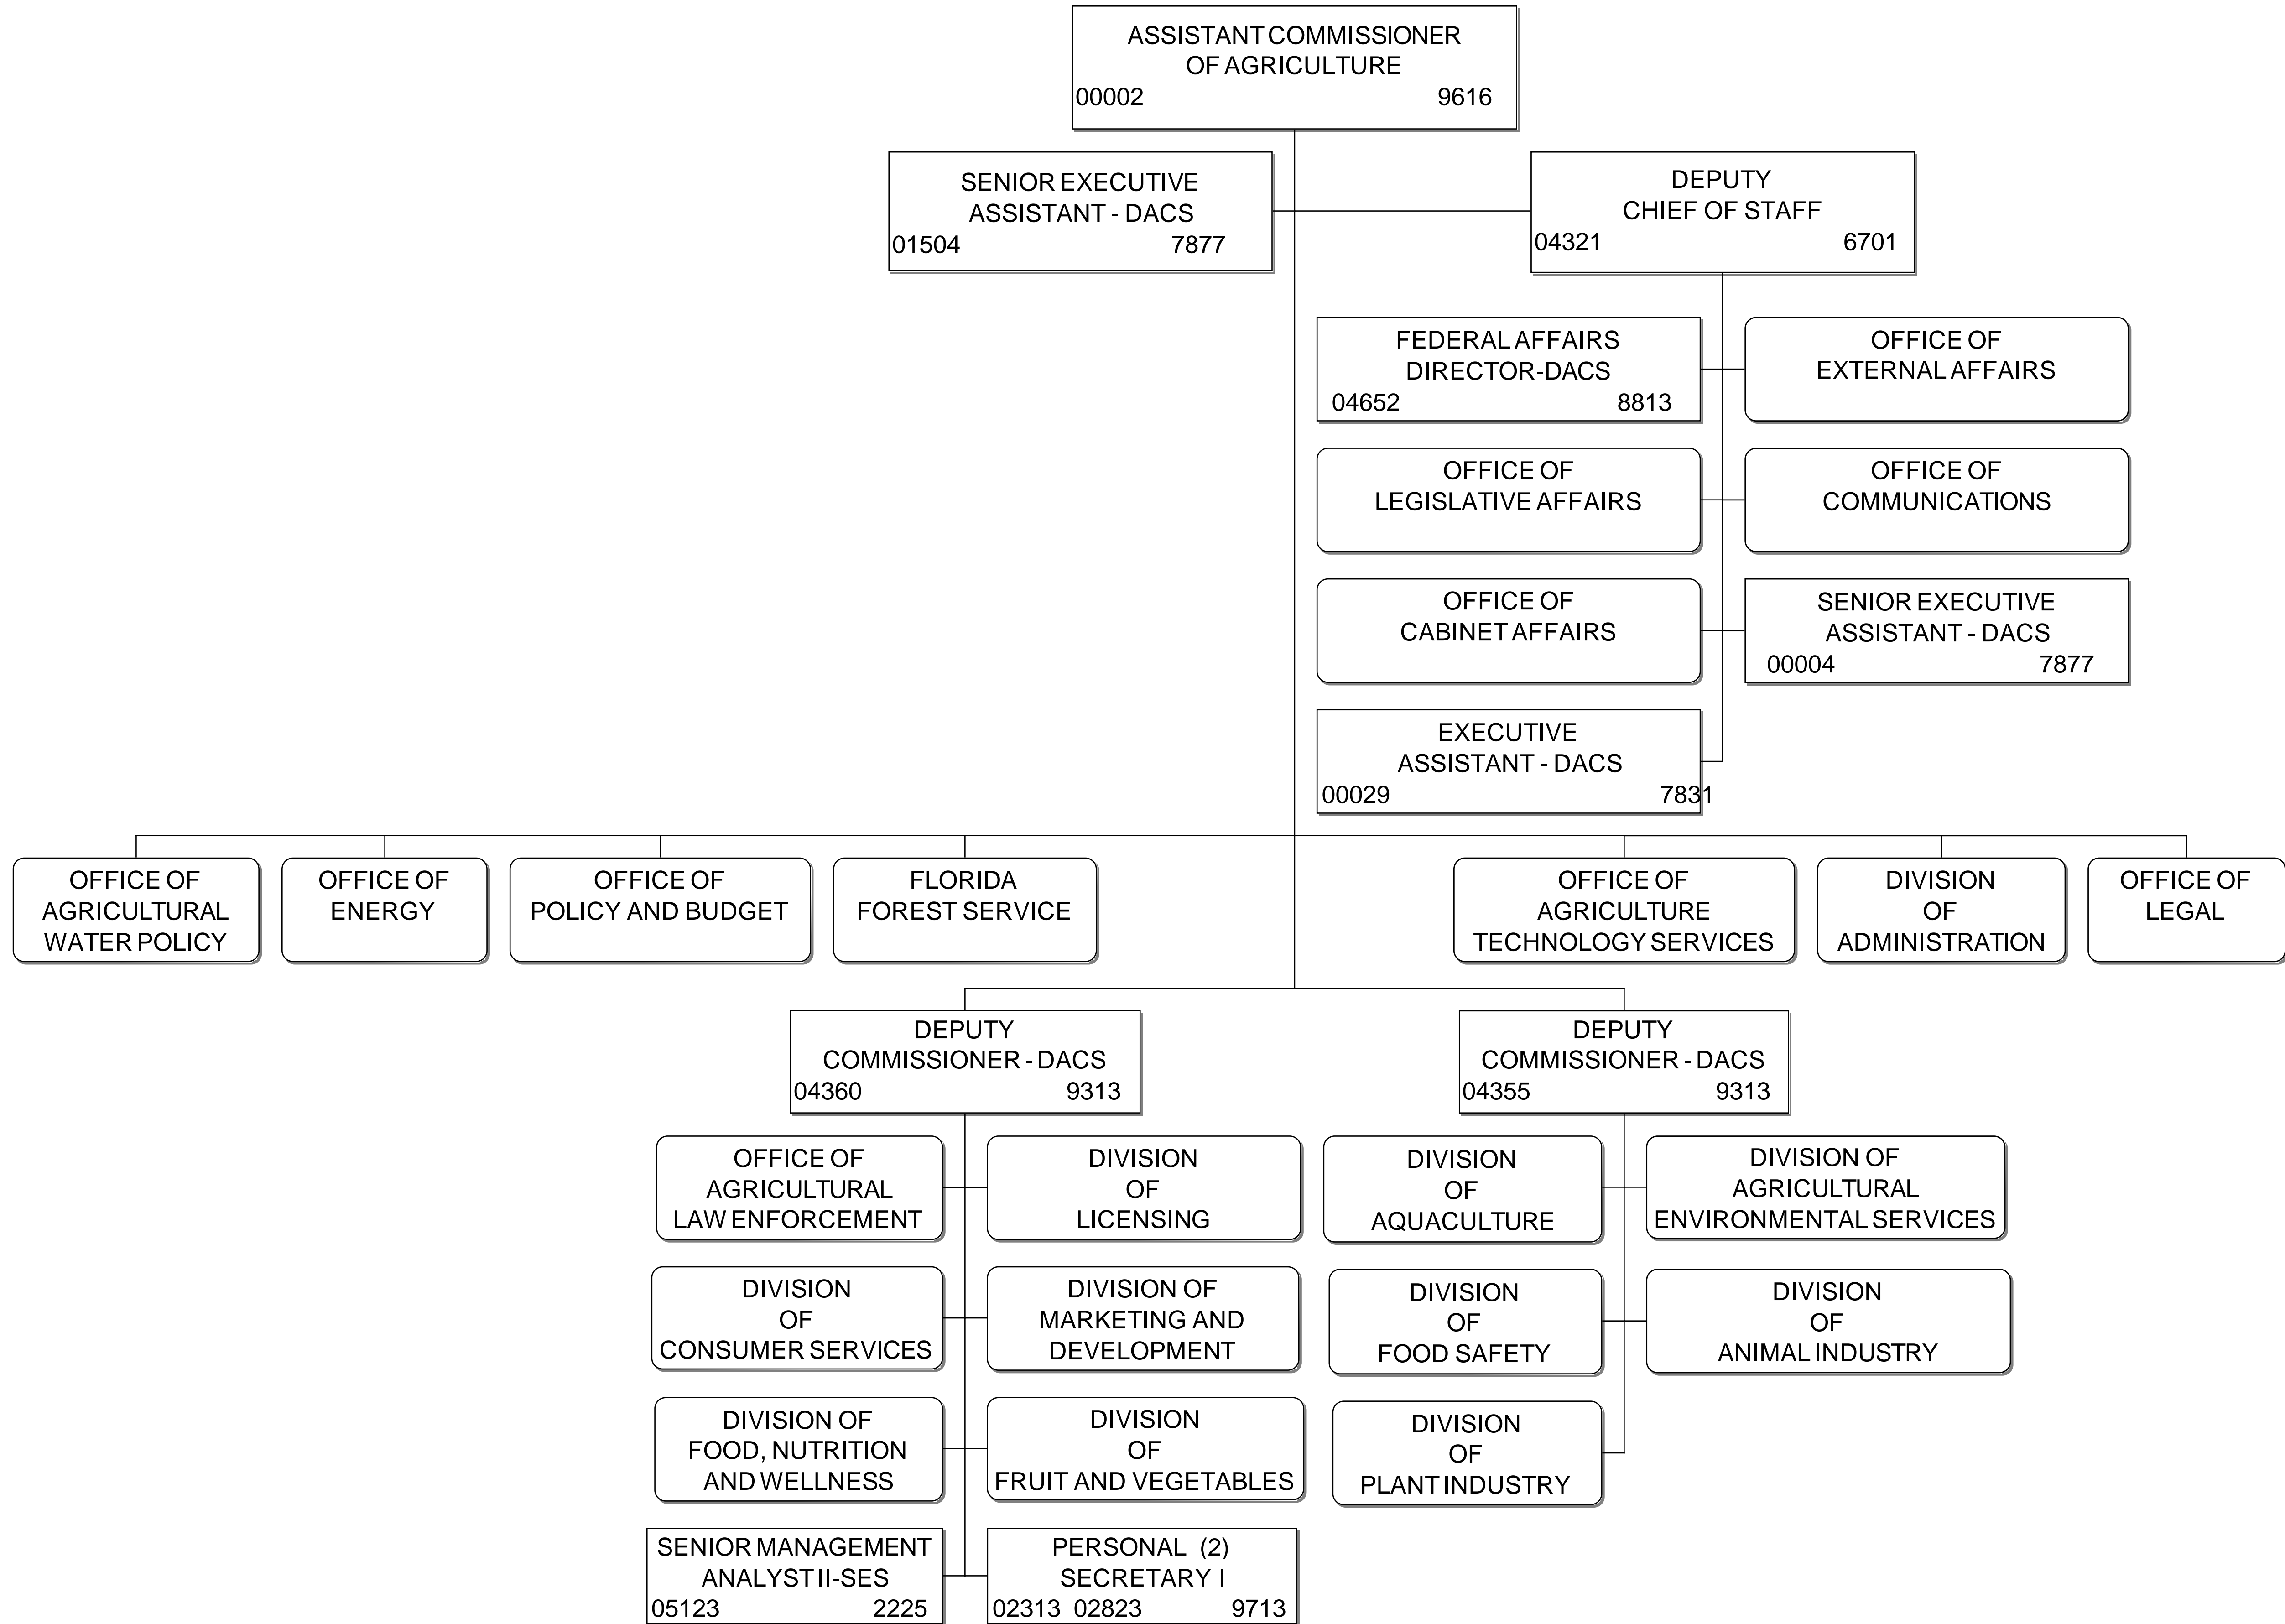 ASSISTANT COMMISSIONER
OF AGRICULTURE
00002 9616
SENIOR EXECUTIVE
ASSISTANT - DACS
01504 7877
DEPUTY
CHIEF OF STAFF
04321 6701
FEDERAL AFFAIRS
DIRECTOR-DACS
04652 8813
OFFICE OF
EXTERNAL AFFAIRS
OFFICE OF
LEGISLATIVE AFFAIRS
OFFICE OF
COMMUNICATIONS
OFFICE OF
CABINET AFFAIRS
SENIOR EXECUTIVE
ASSISTANT - DACS
00004 7877
EXECUTIVE
ASSISTANT - DACS
00029 7831
OFFICE OF
AGRICULTURAL
WATER POLICY
OFFICE OF
ENERGY
OFFICE OF
POLICY AND BUDGET
FLORIDA
FOREST SERVICE
OFFICE OF
AGRICULTURE
TECHNOLOGY SERVICES
DIVISION
OF
ADMINISTRATION
OFFICE OF
LEGAL
DEPUTY
COMMISSIONER - DACS
04360 9313
DEPUTY
COMMISSIONER - DACS
04355 9313
OFFICE OF
AGRICULTURAL
LAW ENFORCEMENT
DIVISION
OF
LICENSING
DIVISION
OF
AQUACULTURE
DIVISION OF
AGRICULTURAL
ENVIRONMENTAL SERVICES
DIVISION
OF
CONSUMER SERVICES
DIVISION OF
MARKETING AND
DEVELOPMENT
DIVISION
OF
FOOD SAFETY
DIVISION
OF
ANIMAL INDUSTRY
DIVISION OF
FOOD, NUTRITION
AND WELLNESS
DIVISION
OF
FRUIT AND VEGETABLES
DIVISION
OF
PLANT INDUSTRY
SENIOR MANAGEMENT
ANALYST II-SES
05123 2225
PERSONAL (2)
SECRETARY I
02313 02823 9713